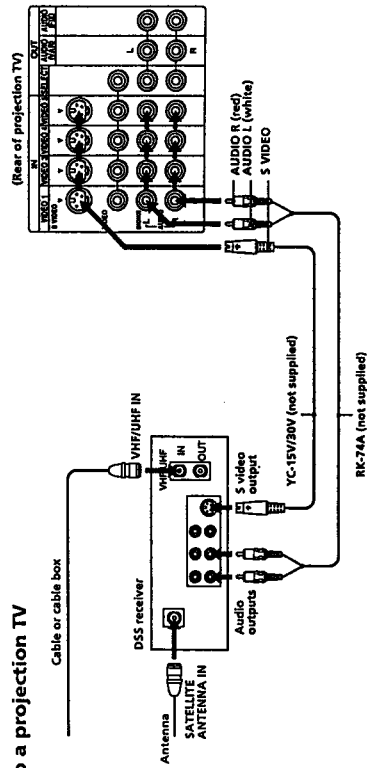 o a projection TV
Cable or cable box
VHF/UHF IN
(Rear of projection TV)
IN
OUT
VIDEO 1
SELECT
AUDIO
AUDIO
S VIDEO
L
R
L
AUDIO R (red)
AUDIO L (white)
S VIDEO
DSS receiver
VHF/UHF
IN
OUT
Antenna
SATELLITE
ANTENNA IN
Audio
outputs
S video
output
YC-15V/30V (not supplied)
RK-74A (not supplied)